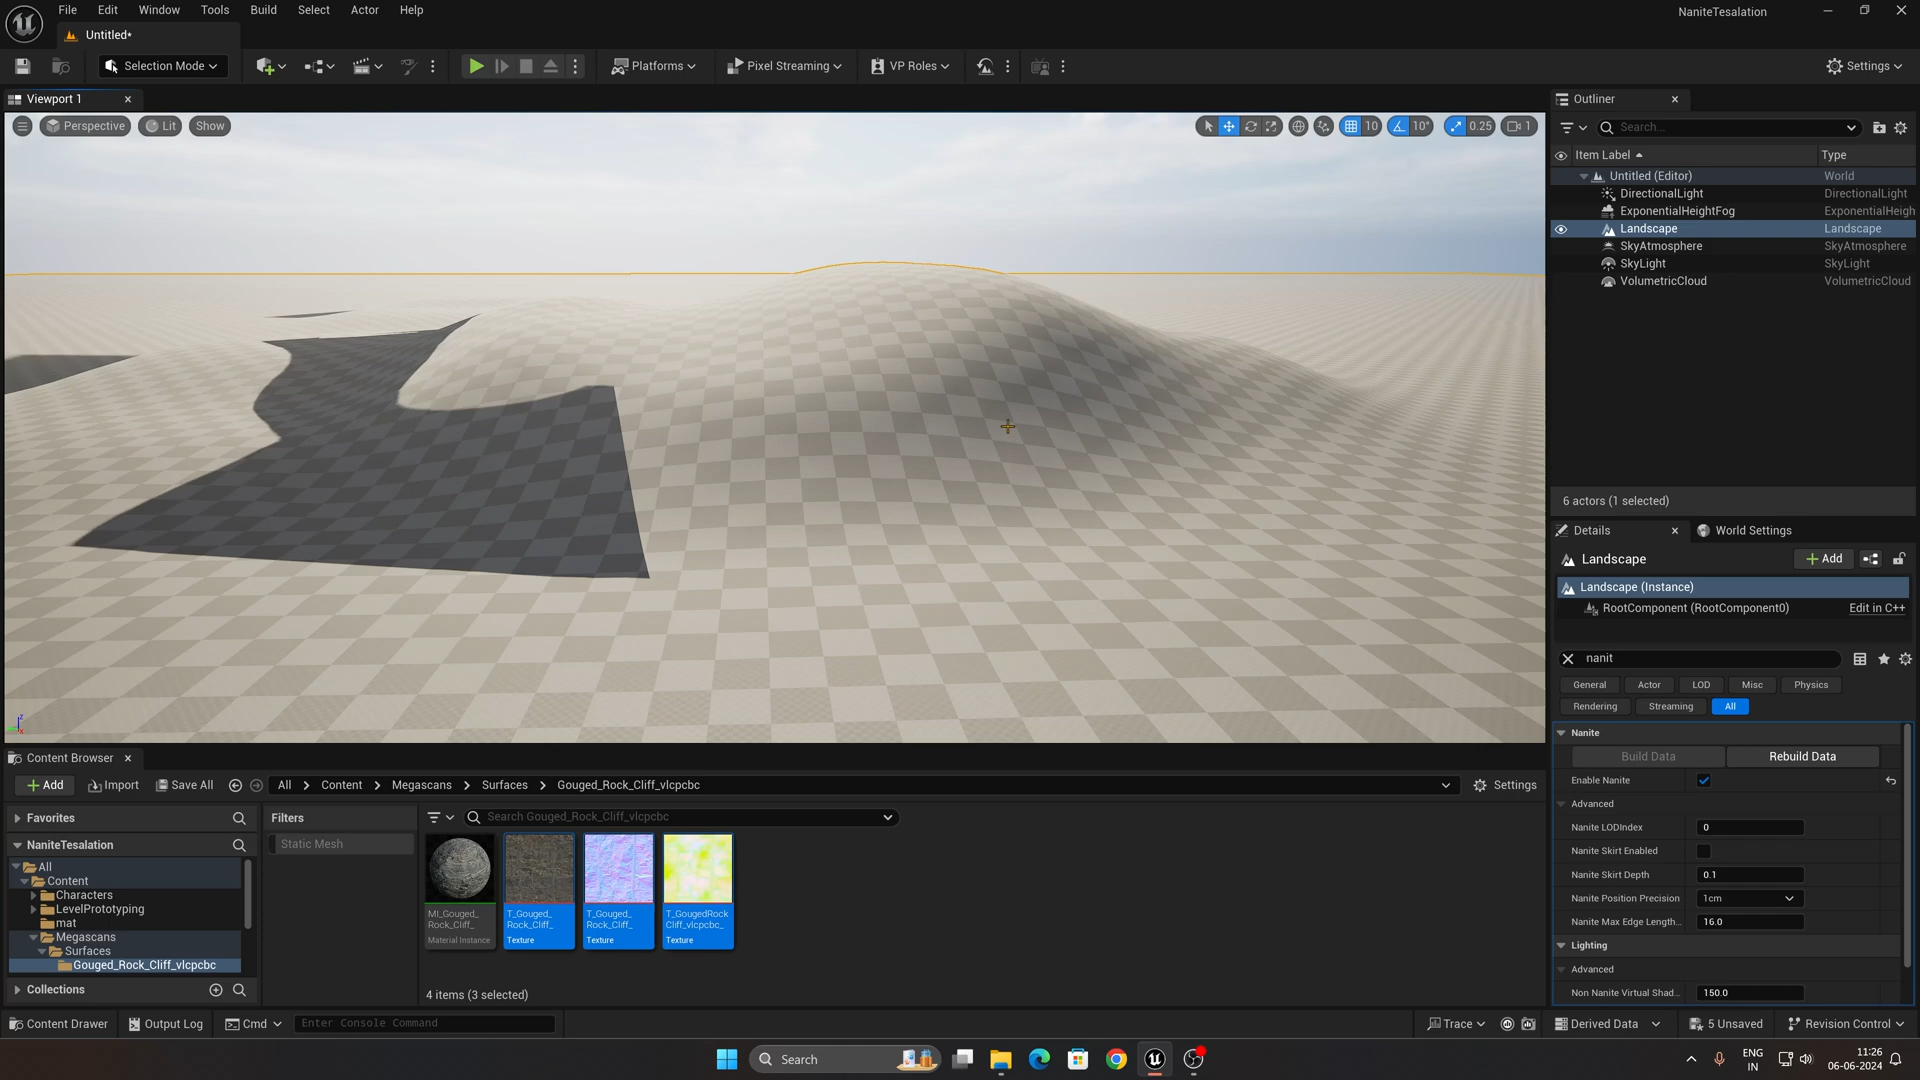 File Edit Window Tools Build Select Actor Help
NaniteTesalation
Untitled*
Selection Mode
Platforms
Pixel Streaming
VP Roles
Settings
Viewport 1
Perspective
Lit
Show
10
10°
0.25
1
Outliner
Search...
Item Label
Type
Untitled (Editor) World
DirectionalLight DirectionalLight
ExponentialHeightFog ExponentialHeigh
Landscape Landscape
SkyAtmosphere SkyAtmosphere
SkyLight SkyLight
VolumetricCloud VolumetricCloud
6 actors (1 selected)
Details
World Settings
Landscape
Add
Landscape (Instance)
RootComponent (RootComponent0) Edit in C++
nanit
General Actor LOD Misc Physics
Rendering Streaming All
Nanite
Build Data Rebuild Data
Enable Nanite
Advanced
Nanite LODIndex 0
Nanite Skirt Enabled
Nanite Skirt Depth 0.1
Nanite Position Precision 1cm
Nanite Max Edge Length... 16.0
Lighting
Advanced
Non Nanite Virtual Shad... 150.0
Content Browser
Add Import Save All All Content Megascans Surfaces Gouged_Rock_Cliff_vlcpcbc Settings
Favorites
NaniteTesalation
All
Content
Characters
LevelPrototyping
mat
Megascans
Surfaces
Gouged_Rock_Cliff_vlcpcbc
Collections
Filters
Static Mesh
Search Gouged_Rock_Cliff_vlcpcbc
MI_Gouged_
Rock_Cliff_
Material Instance
T_Gouged_
Rock_Cliff_
Texture
T_Gouged_
Rock_Cliff_
Texture
T_GougedRock
Cliff_vlcpcbc_
Texture
4 items (3 selected)
Content Drawer Output Log Cmd Enter Console Command
Trace Derived Data 5 Unsaved Revision Control
Search
ENG
IN
11:26
06-06-2024
z
x